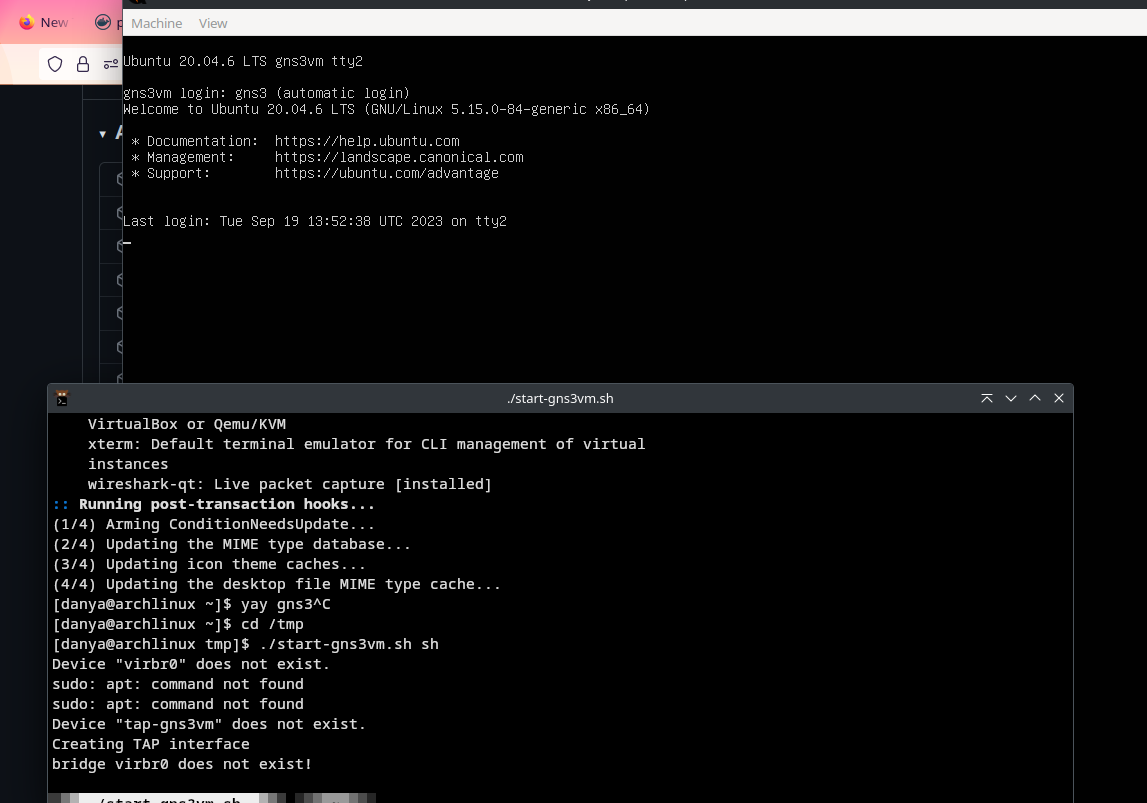 New
Machine View
Ubuntu 20.04.6 LTS gns3vm tty2
gns3vm login: gns3 (automatic login)
Welcome to Ubuntu 20.04.6 LTS (GNU/Linux 5.15.0-84-generic x86_64)
* Documentation: https://help.ubuntu.com
* Management: https://landscape.canonical.com
* Support: https://ubuntu.com/advantage
Last login: Tue Sep 19 13:52:38 UTC 2023 on tty2
./start-gns3vm.sh
VirtualBox or Qemu/KVM
xterm: Default terminal emulator for CLI management of virtual
instances
wireshark-qt: Live packet capture [installed]
:: Running post-transaction hooks...
(1/4) Arming ConditionNeedsUpdate...
(2/4) Updating the MIME type database...
(3/4) Updating icon theme caches...
(4/4) Updating the desktop file MIME type cache...
[danya@archlinux ~]$ yay gns3^C
[danya@archlinux ~]$ cd /tmp
[danya@archlinux tmp]$ ./start-gns3vm.sh sh
Device "virbr0" does not exist.
sudo: apt: command not found
sudo: apt: command not found
Device "tap-gns3vm" does not exist.
Creating TAP interface
bridge virbr0 does not exist!
./start-gns3vm.sh